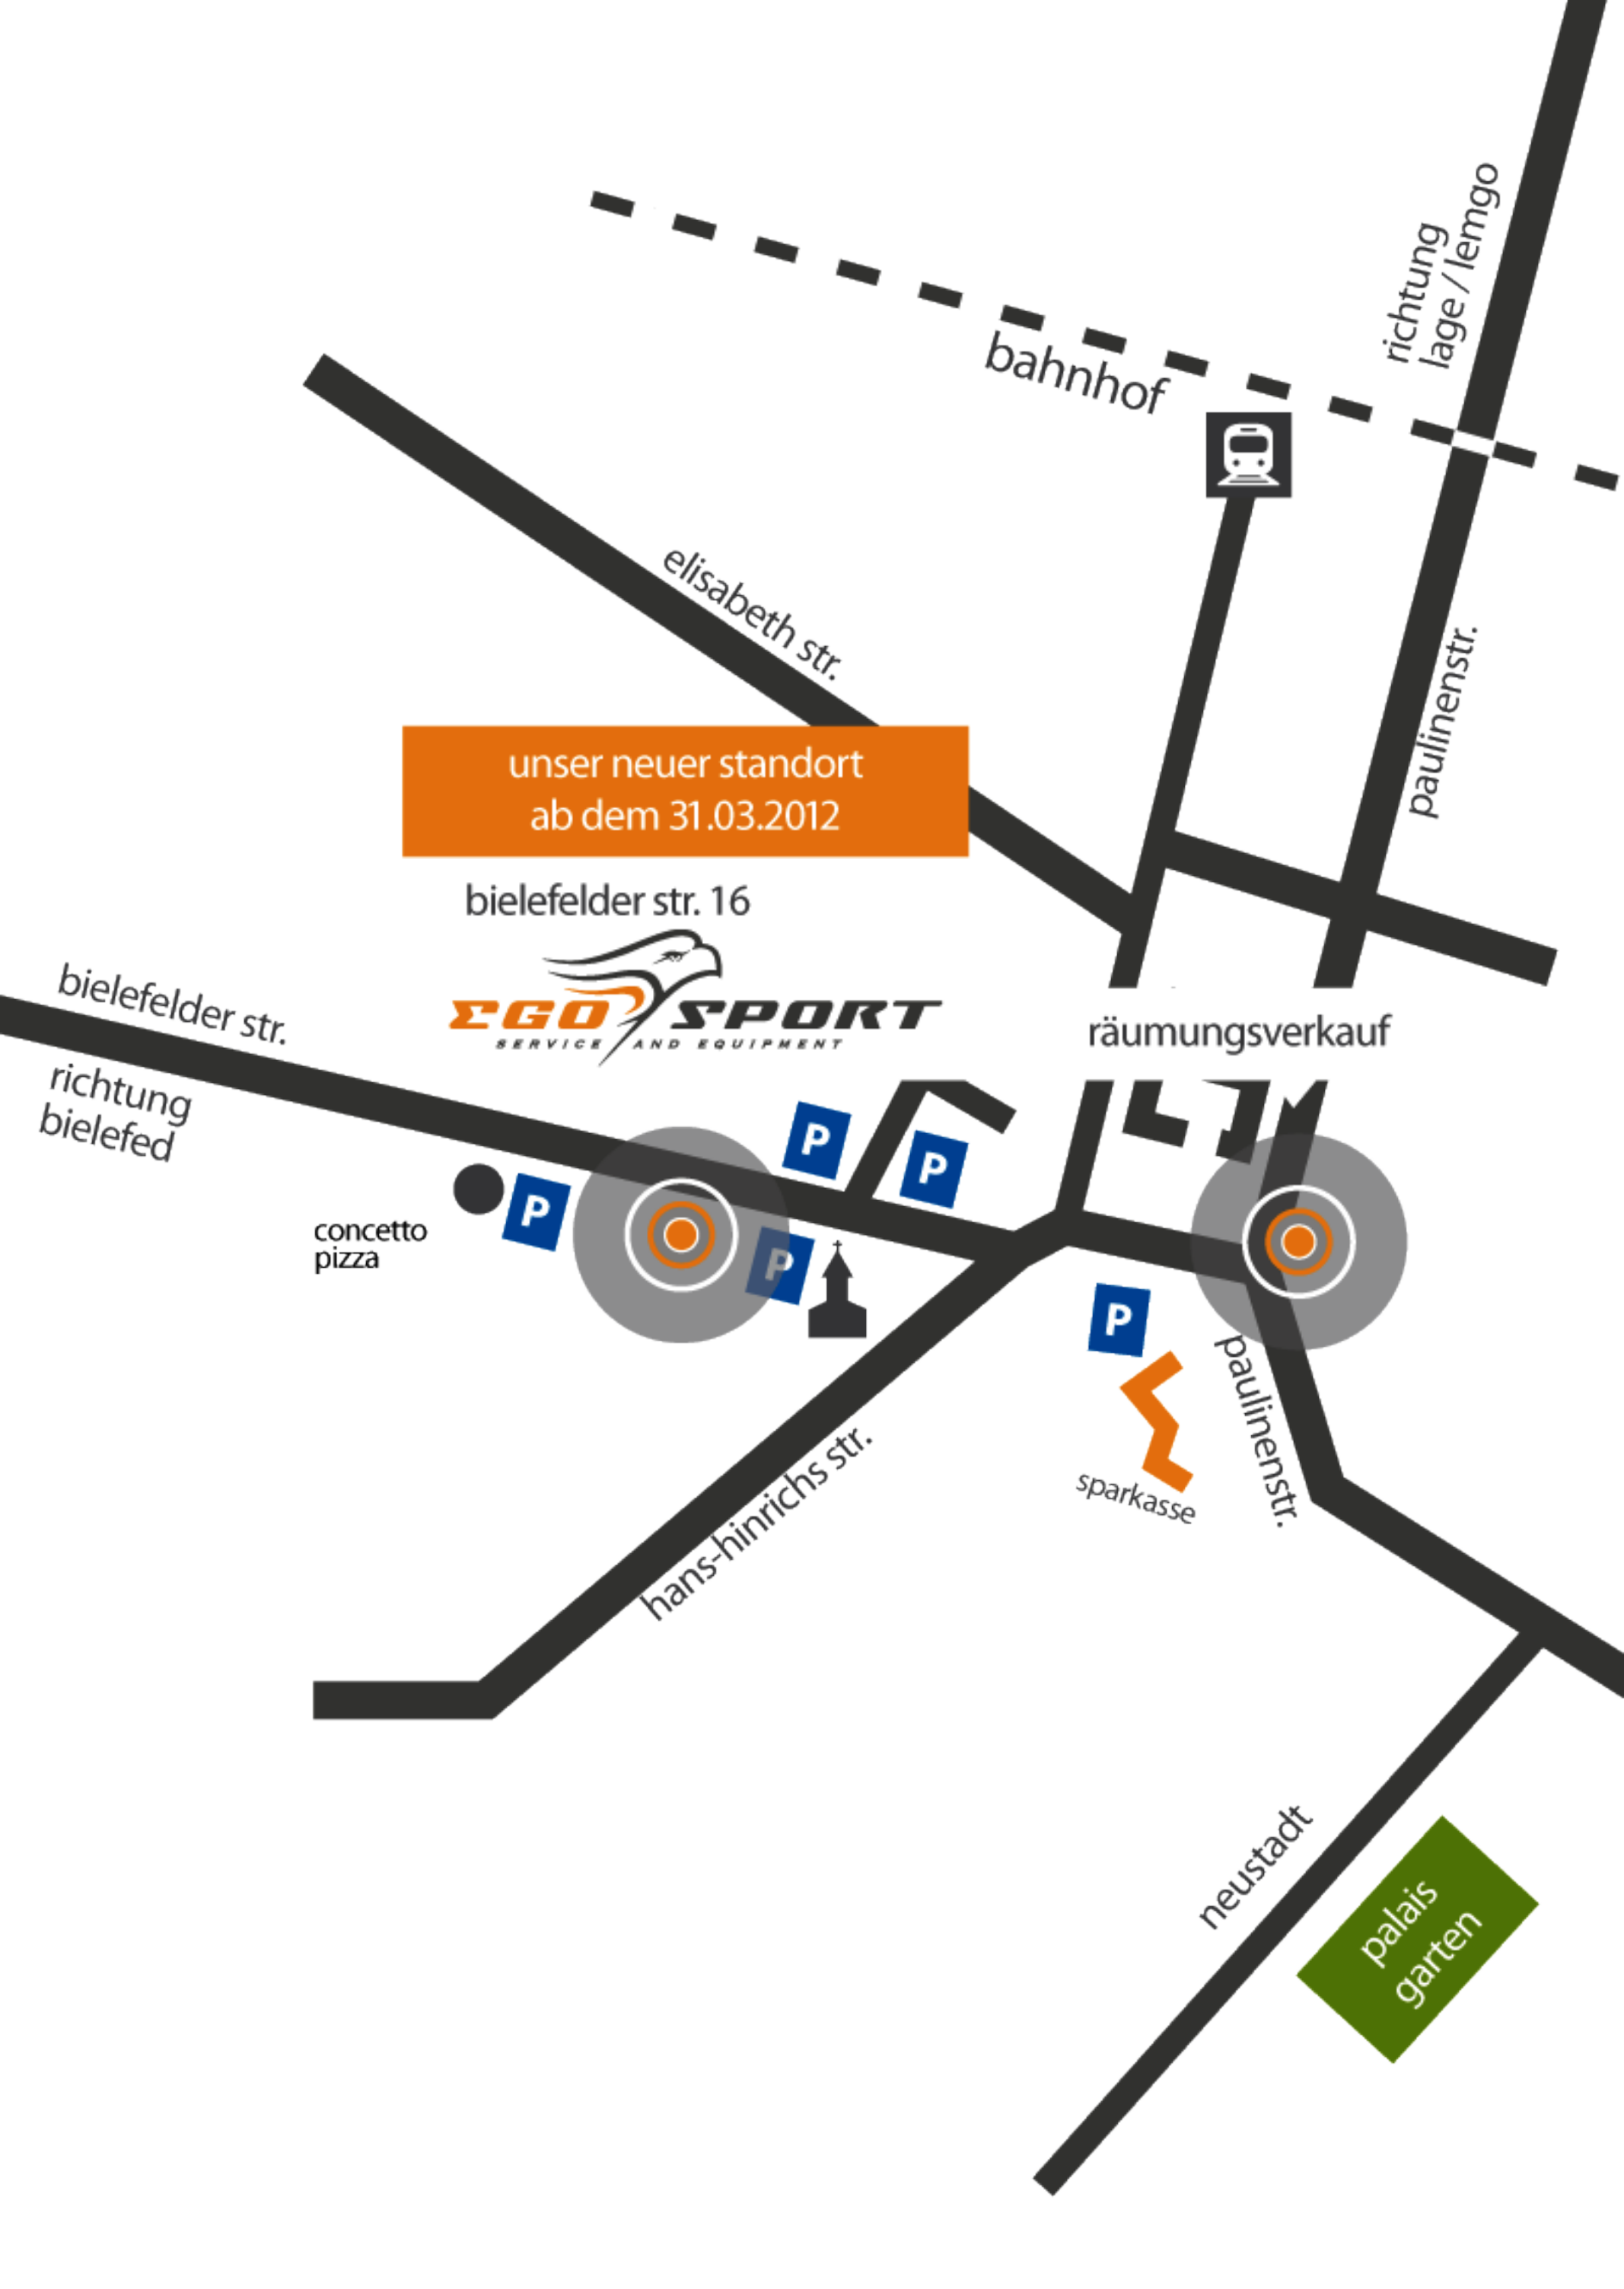 richtung
lage / lemgo
bahnhof
elisabeth str.
paulinenstr.
unser neuer standort
ab dem 31.03.2012
bielefelder str. 16
ΣGO SPORT
SERVICE AND EQUIPMENT
bielefelder str.
richtung
bielefed
räumungsverkauf
P
P
P
P
concetto
pizza
P
paulinenstr.
sparkasse
hans-hinrichs str.
neustadt
palais
garten